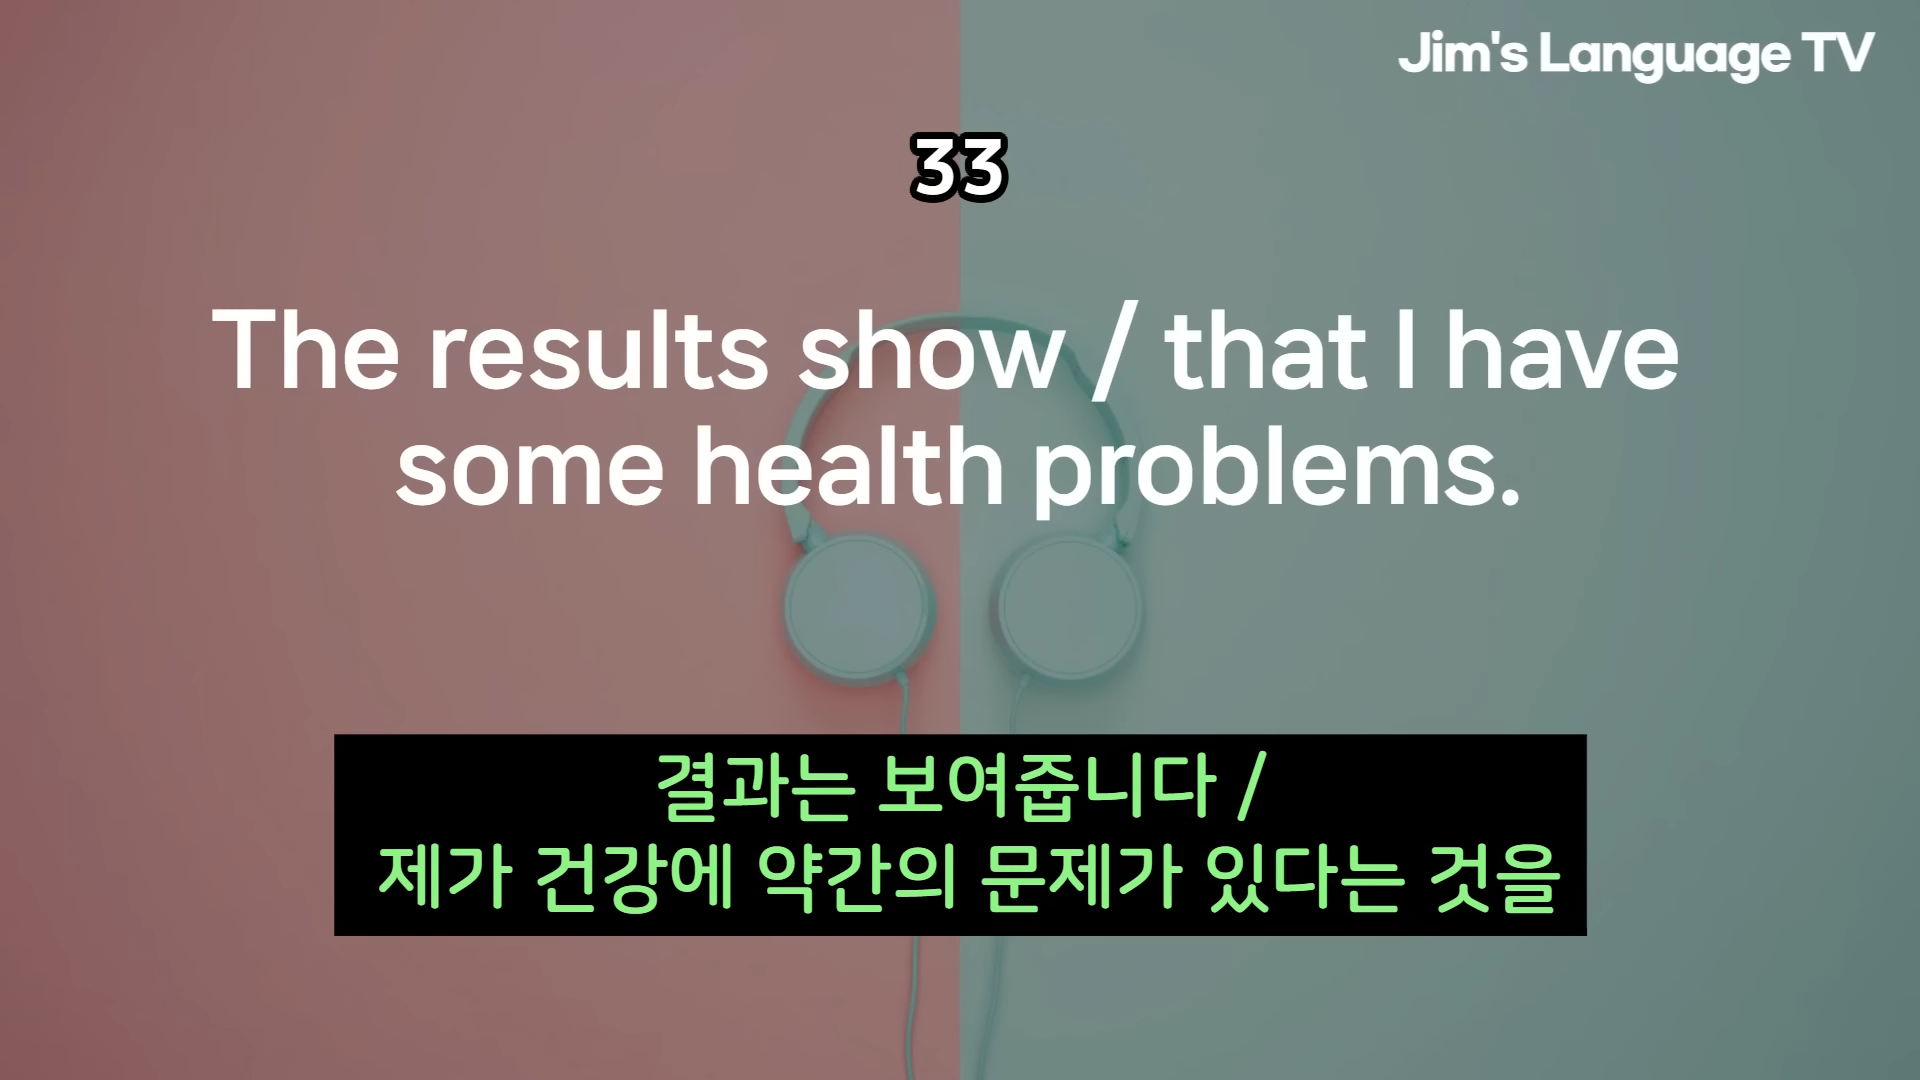 Jim's Language TV
33
The results show / that I have
some health problems.
결과는 보여줍니다 /
제가 건강에 약간의 문제가 있다는 것을